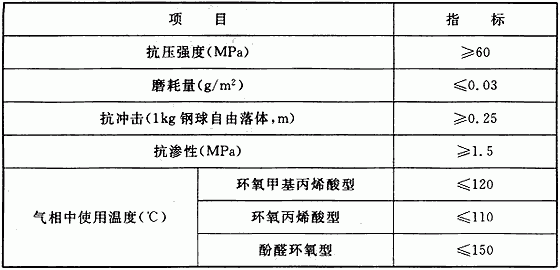 项 目 指 标
抗压强度(MPa) ≥60
磨耗量(g/m²) ≤0.03
抗冲击(1kg钢球自由落体,m) ≥0.25
抗渗性(MPa) ≥1.5
气相中使用温度(℃) 环氧甲基丙烯酸型 ≤120
环氧丙烯酸型 ≤110
酚醛环氧型 ≤150